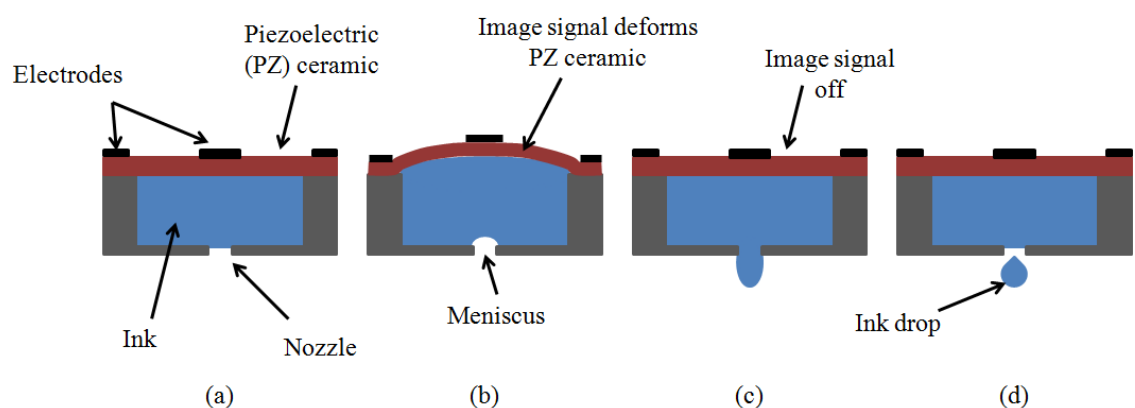 Electrodes
Piezoelectric
(PZ) ceramic
Image signal deforms
PZ ceramic
Image signal
off
Ink
Nozzle
Meniscus
Ink drop
(a)
(b)
(c)
(d)